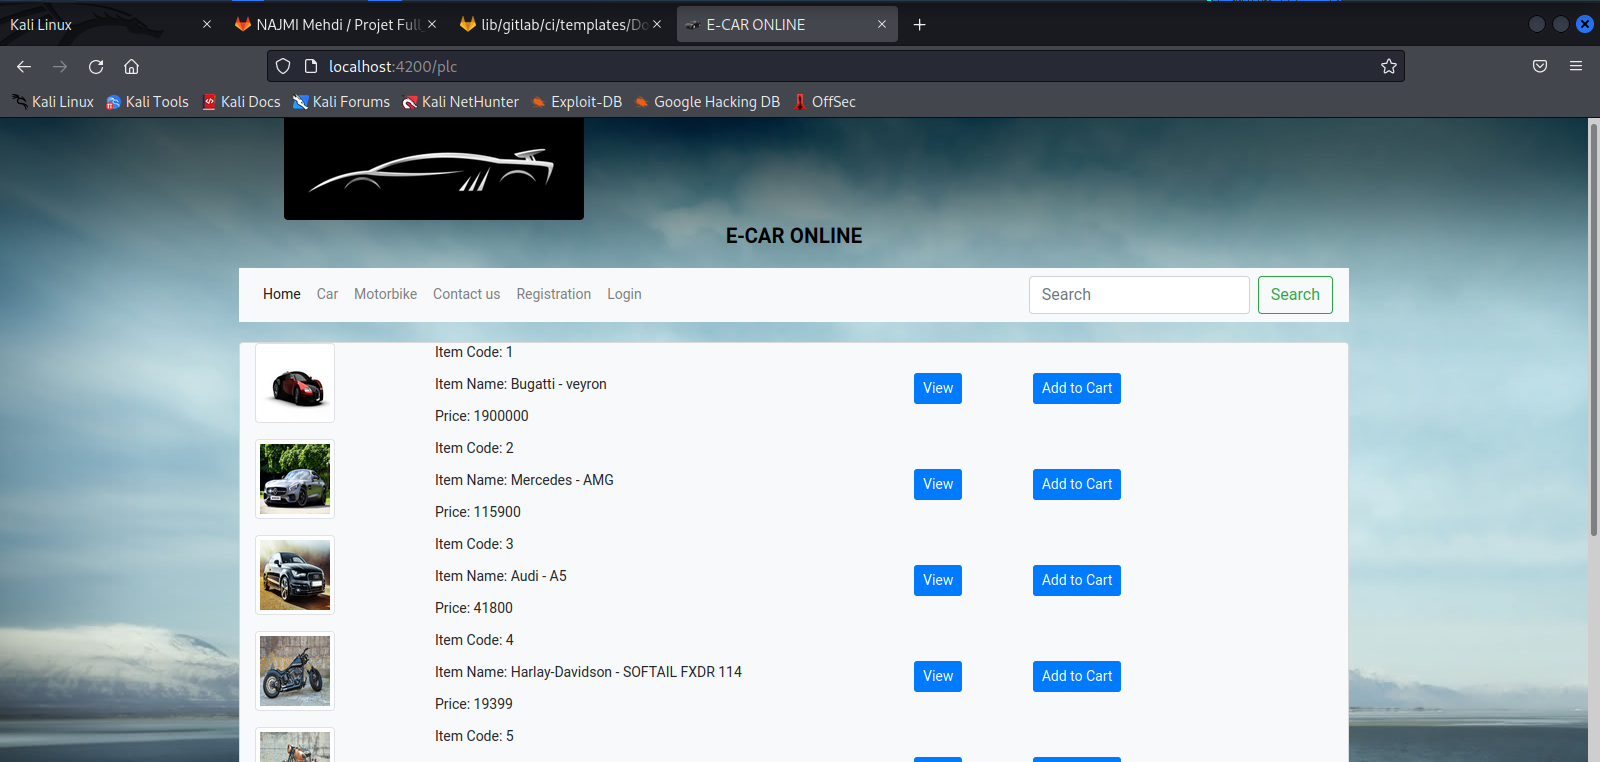 Kali Linux
NAJMI Mehdi / Projet Full
lib/gitlab/ci/templates/Do
E-CAR ONLINE
localhost:4200/plc
Kali Linux Kali Tools Kali Docs Kali Forums Kali NetHunter Exploit-DB Google Hacking DB OffSec
E-CAR ONLINE
Home Car Motorbike Contact us Registration Login Search Search
Item Code: 1
Item Name: Bugatti - veyron
View Add to Cart
Price: 1900000
Item Code: 2
Item Name: Mercedes - AMG
View Add to Cart
Price: 115900
Item Code: 3
Item Name: Audi - A5
View Add to Cart
Price: 41800
Item Code: 4
Item Name: Harlay-Davidson - SOFTAIL FXDR 114
View Add to Cart
Price: 19399
Item Code: 5